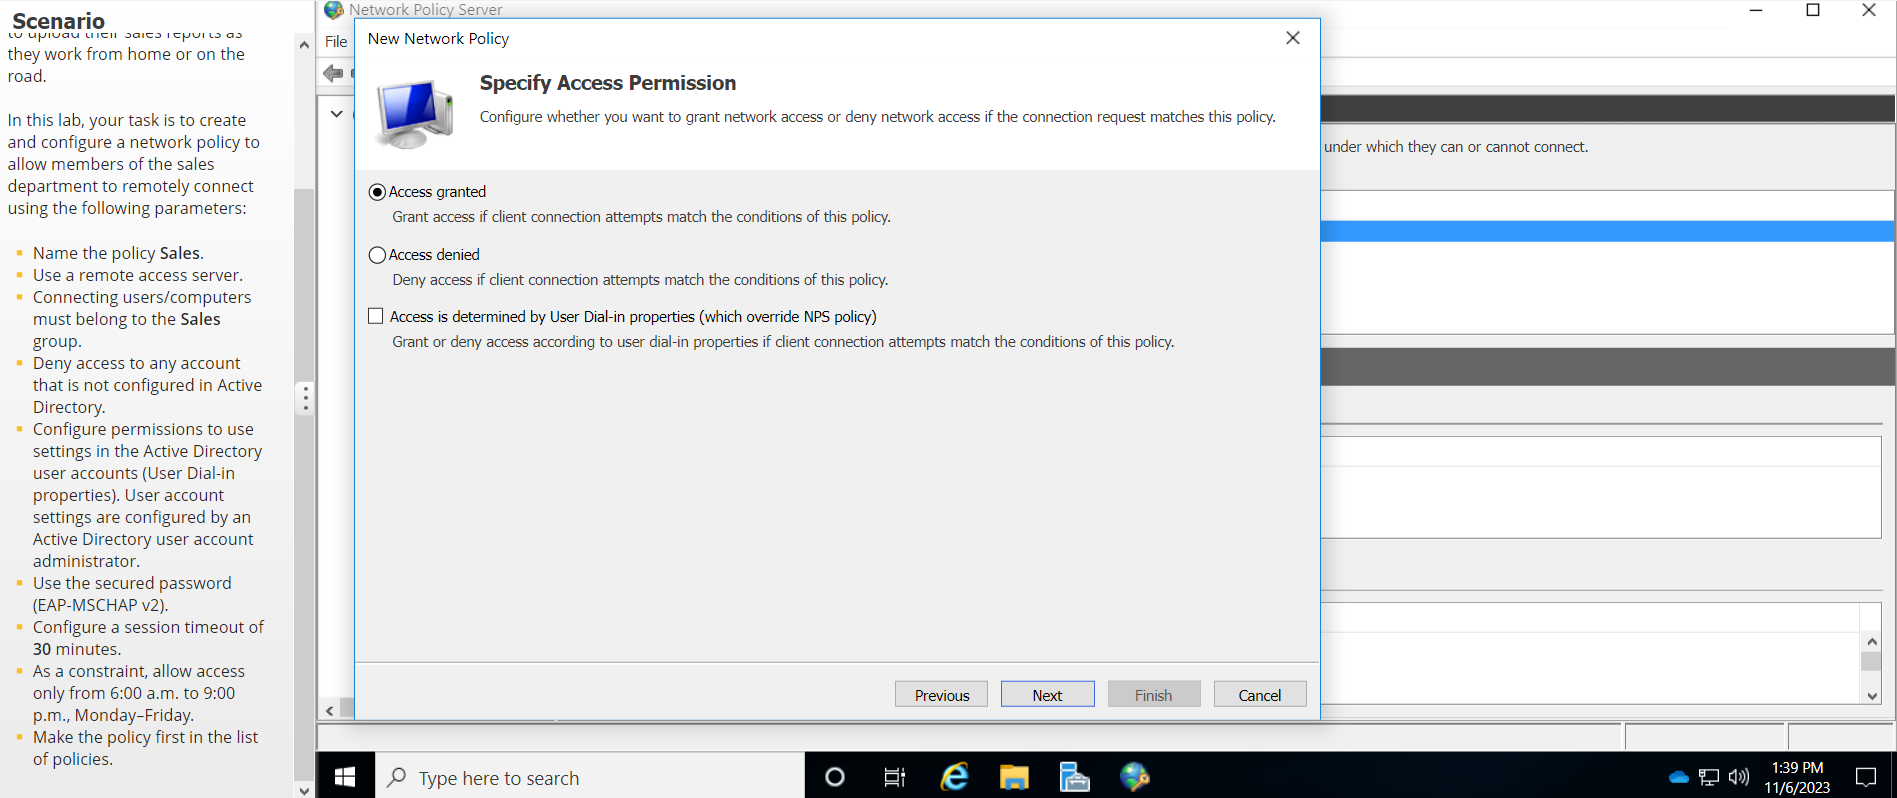 Scenario
to upload their sales reports as
they work from home or on the
road.
In this lab, your task is to create
and configure a network policy to
allow members of the sales
department to remotely connect
using the following parameters:
Name the policy Sales.
Use a remote access server.
Connecting users/computers
must belong to the Sales
group.
Deny access to any account
that is not configured in Active
Directory.
Configure permissions to use
settings in the Active Directory
user accounts (User Dial-in
properties). User account
settings are configured by an
Active Directory user account
administrator.
Use the secured password
(EAP-MSCHAP v2).
Configure a session timeout of
30 minutes.
As a constraint, allow access
only from 6:00 a.m. to 9:00
p.m., Monday–Friday.
Make the policy first in the list
of policies.
Network Policy Server
File
New Network Policy
Specify Access Permission
Configure whether you want to grant network access or deny network access if the connection request matches this policy.
under which they can or cannot connect.
Access granted
Grant access if client connection attempts match the conditions of this policy.
Access denied
Deny access if client connection attempts match the conditions of this policy.
Access is determined by User Dial-in properties (which override NPS policy)
Grant or deny access according to user dial-in properties if client connection attempts match the conditions of this policy.
Previous
Next
Finish
Cancel
Type here to search
1:39 PM
11/6/2023